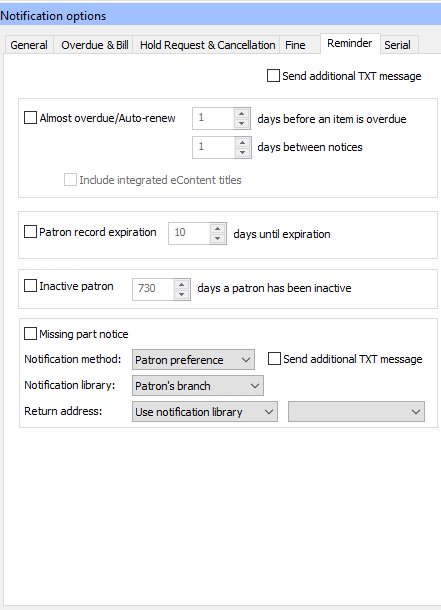 Notification options
General Overdue & Bill Hold Request & Cancellation Fine Reminder Serial
Send additional TXT message
Almost overdue/Auto-renew 1 days before an item is overdue
1 days between notices
Include integrated eContent titles
Patron record expiration 10 days until expiration
Inactive patron 730 days a patron has been inactive
Missing part notice
Notification method: Patron preference Send additional TXT message
Notification library: Patron's branch
Return address: Use notification library